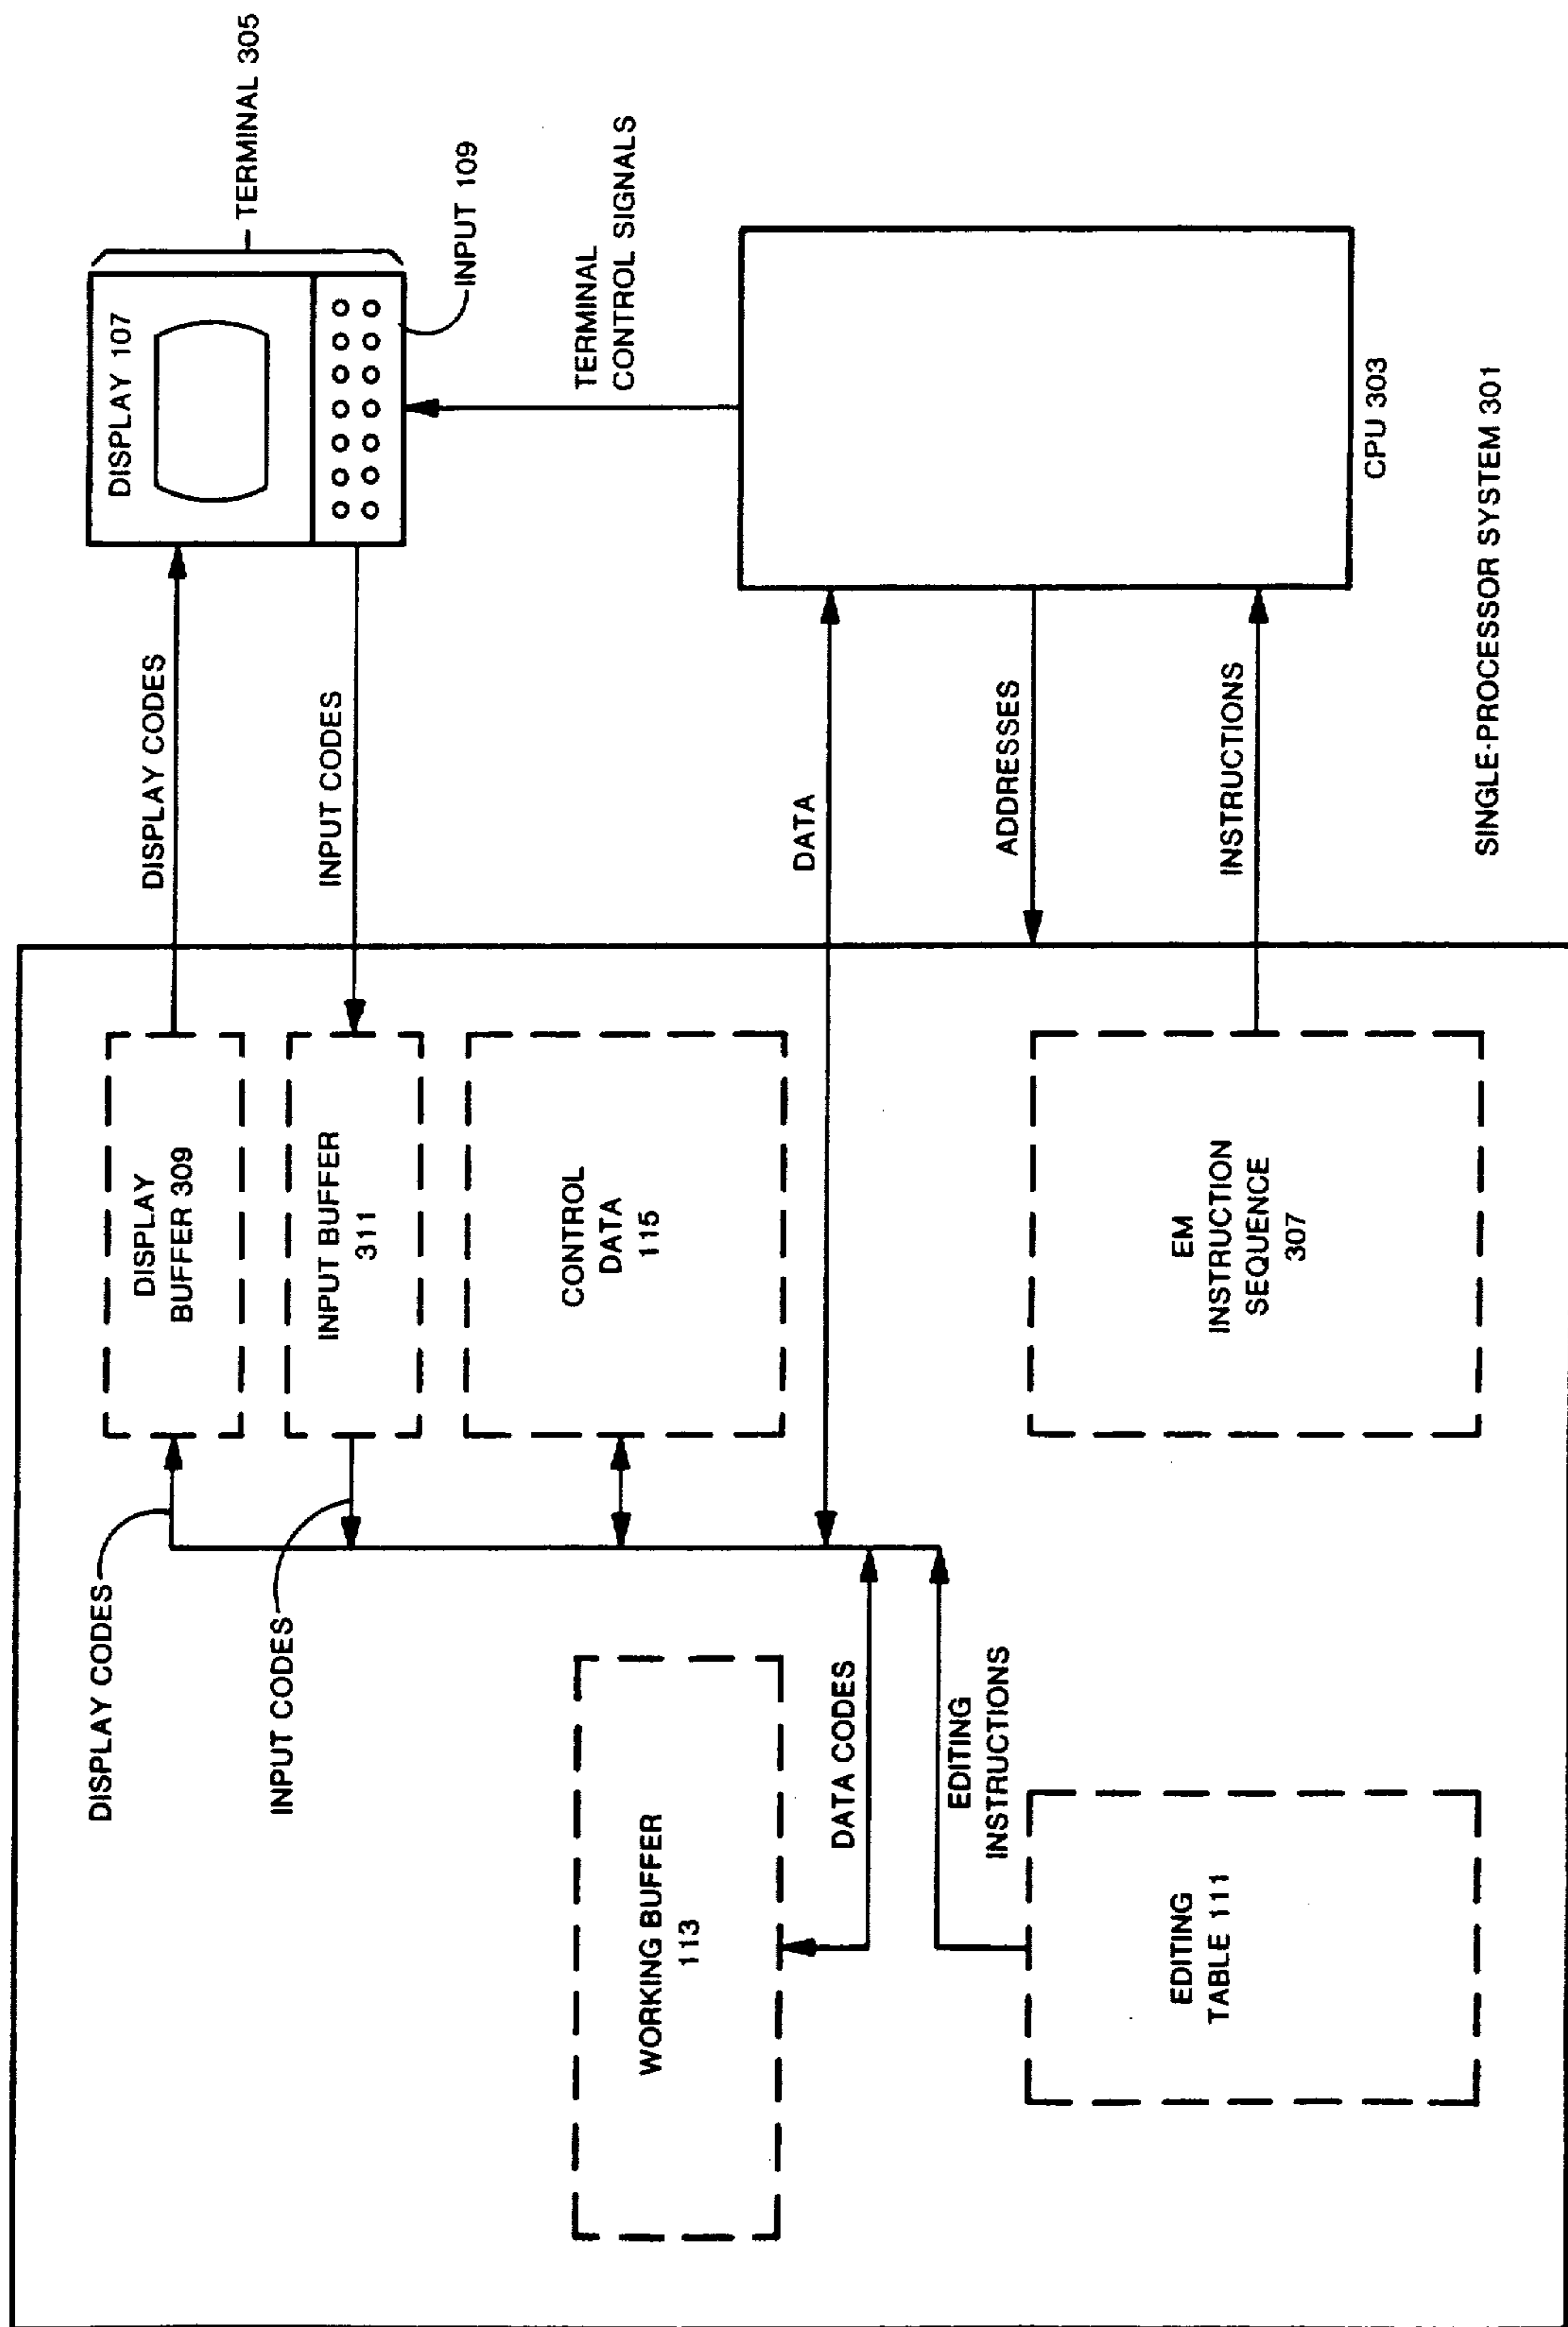 DISPLAY CODES
INPUT CODES
DISPLAY
BUFFER 309
INPUT BUFFER
311
CONTROL
DATA
115
WORKING BUFFER
113
DATA CODES
EDITING
INSTRUCTIONS
EDITING
TABLE 111
EM
INSTRUCTION
SEQUENCE
307
DISPLAY CODES
INPUT CODES
DATA
ADDRESSES
INSTRUCTIONS
DISPLAY 107
TERMINAL 305
INPUT 109
TERMINAL
CONTROL SIGNALS
CPU 303
SINGLE-PROCESSOR SYSTEM 301